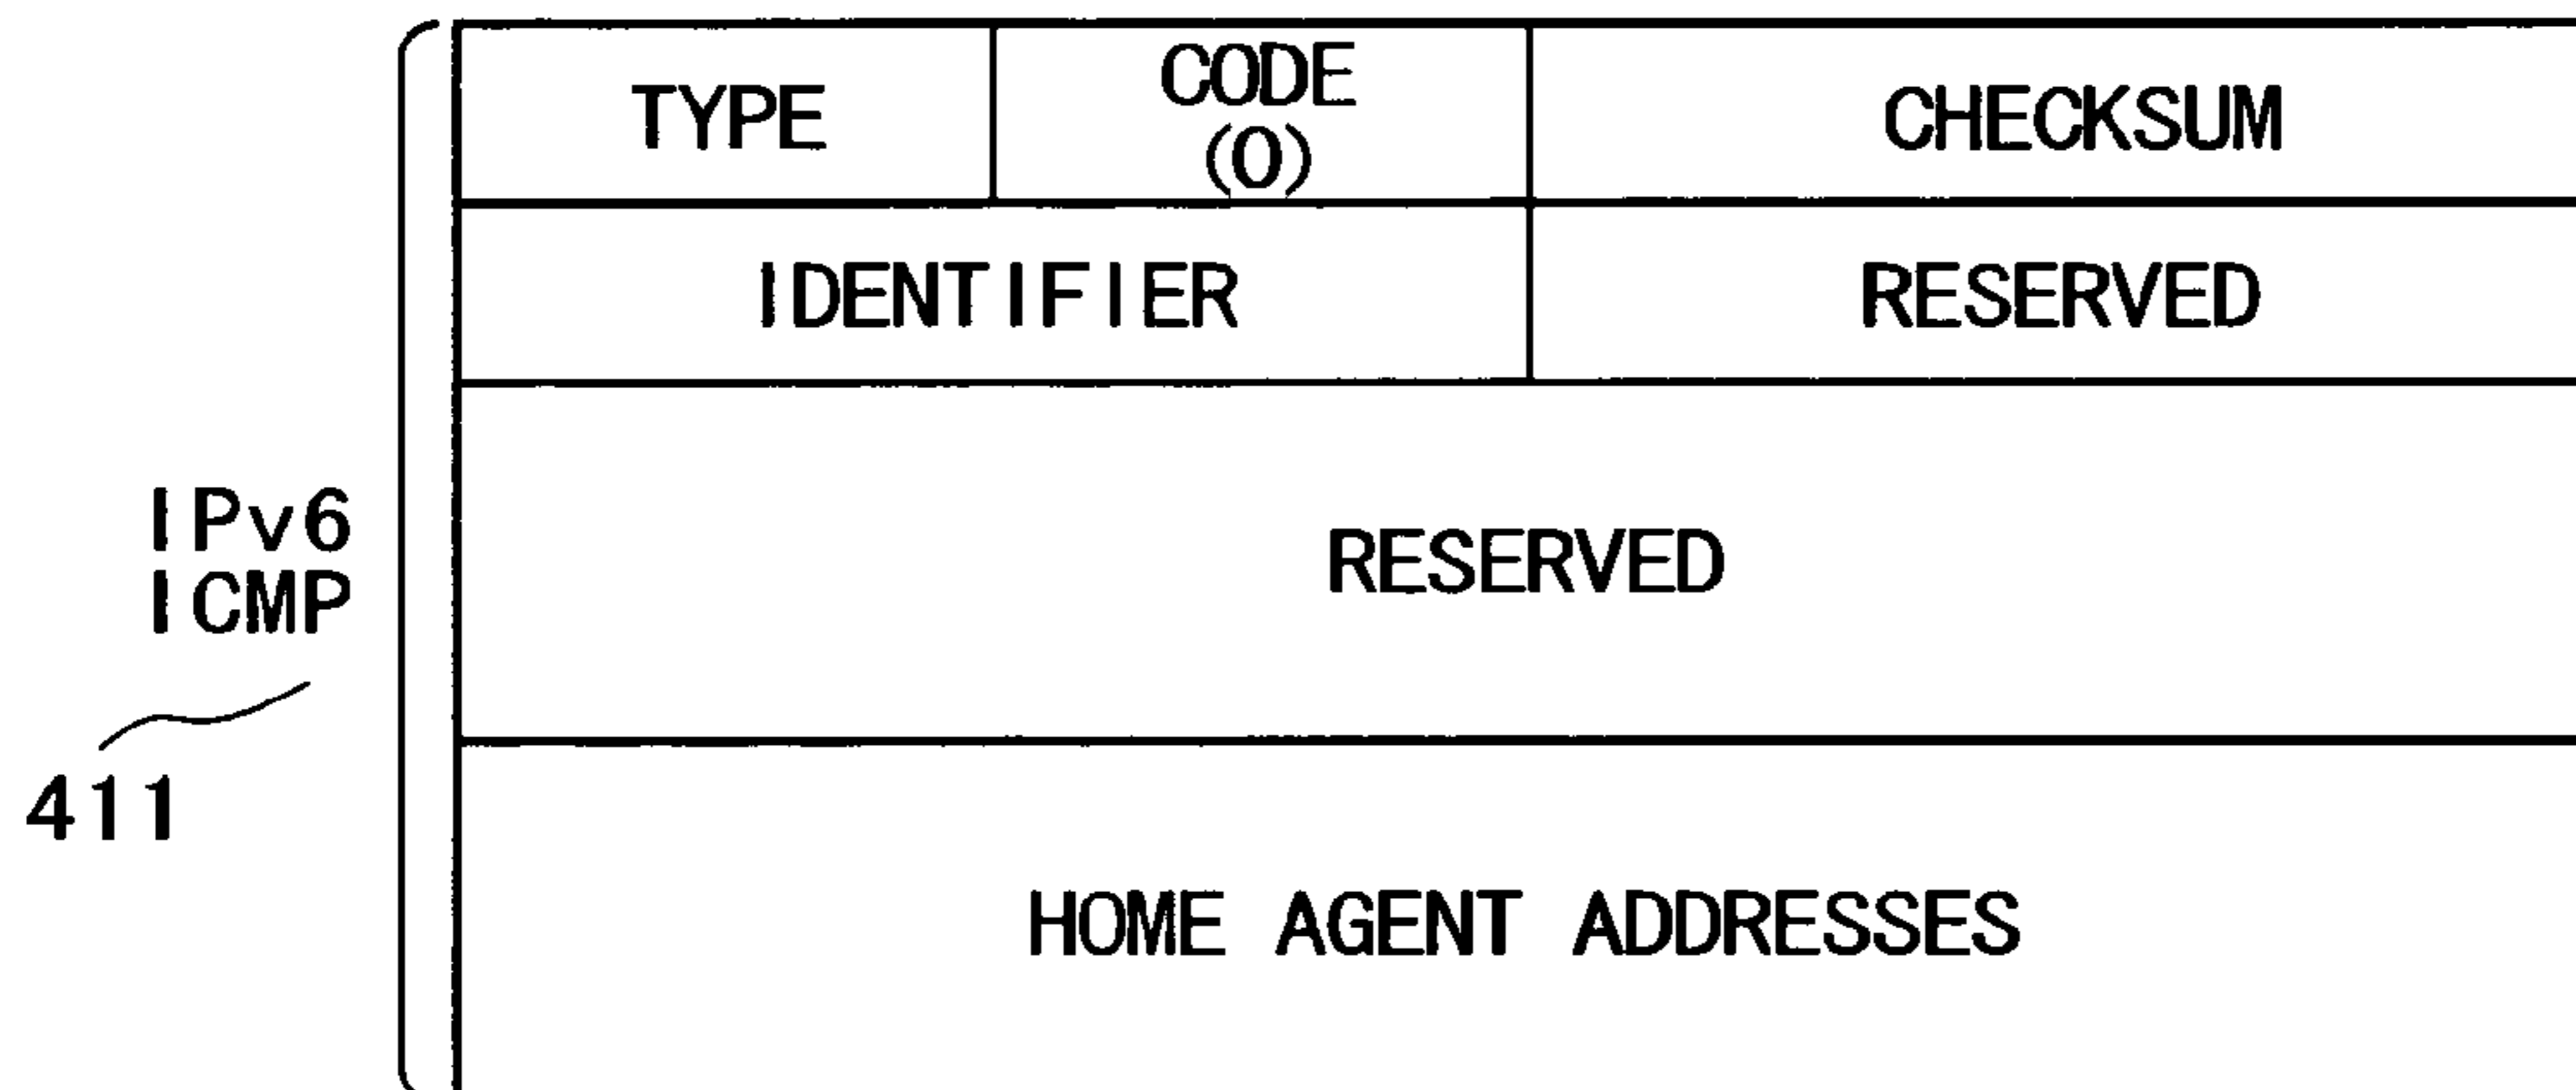 TYPE
CODE
(0)
CHECKSUM
IDENTIFIER
RESERVED
IPv6
ICMP
RESERVED
411
HOME AGENT ADDRESSES